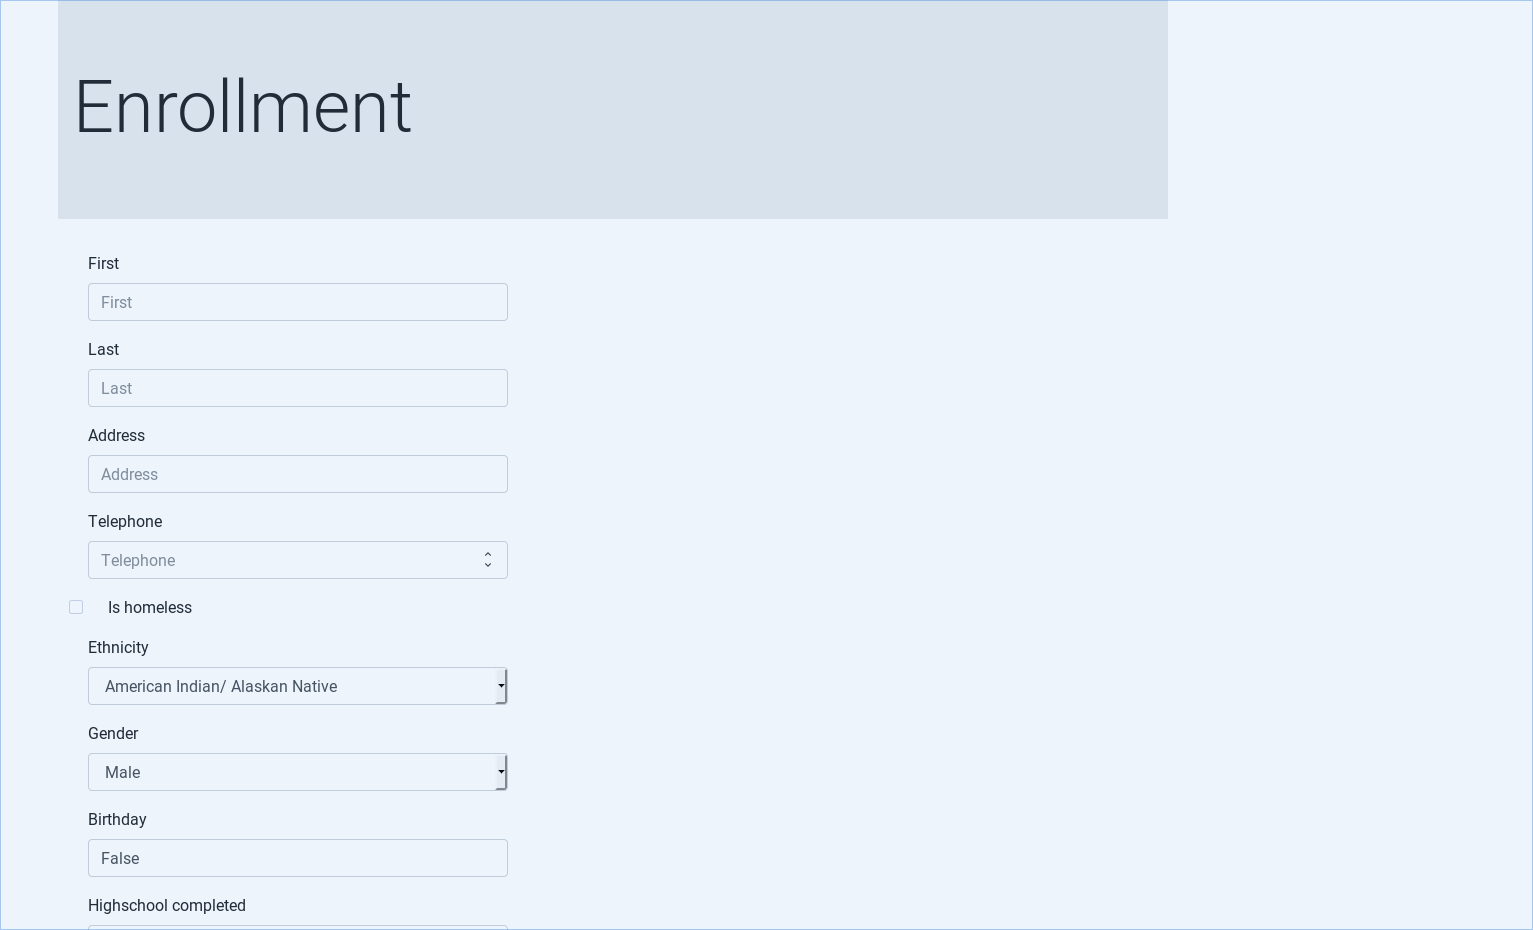 Enrollment
First
First
Last
Last
Address
Address
Telephone
Telephone
Is homeless
Ethnicity
American Indian/ Alaskan Native
Gender
Male
Birthday
False
Highschool completed